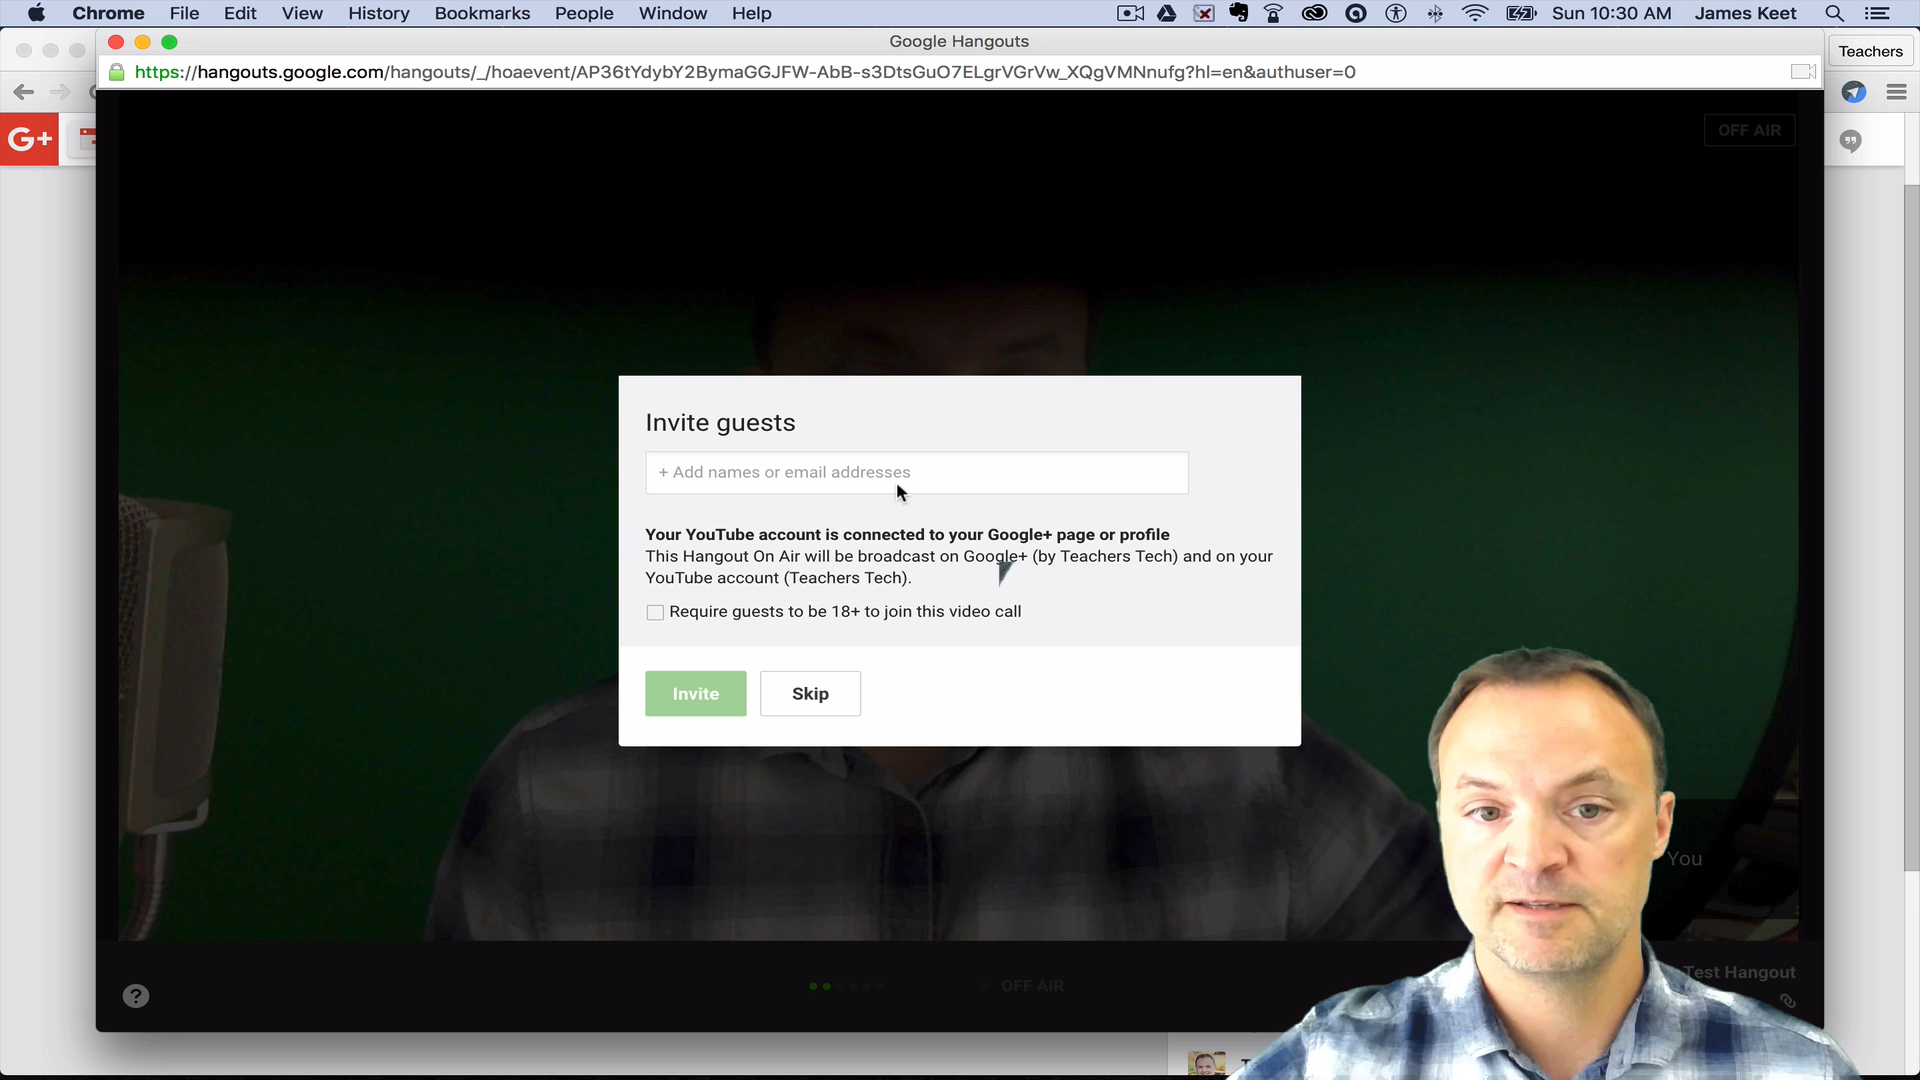 Chrome File Edit View History Bookmarks People Window Help Sun 10:30 AM James Keet
Google Hangouts
Teachers
https://hangouts.google.com/hangouts/_/hoaevent/AP36tYdybY2BymaGGJFW-AbB-s3DtsGuO7ELgrVGrVw_XQgVMNnufg?hl=en&authuser=0
G+
OFF AIR
Invite guests
+ Add names or email addresses
Your YouTube account is connected to your Google+ page or profile
This Hangout On Air will be broadcast on Google+ (by Teachers Tech) and on your
YouTube account (Teachers Tech).
Require guests to be 18+ to join this video call
Invite Skip
You
Test Hangout
OFF AIR